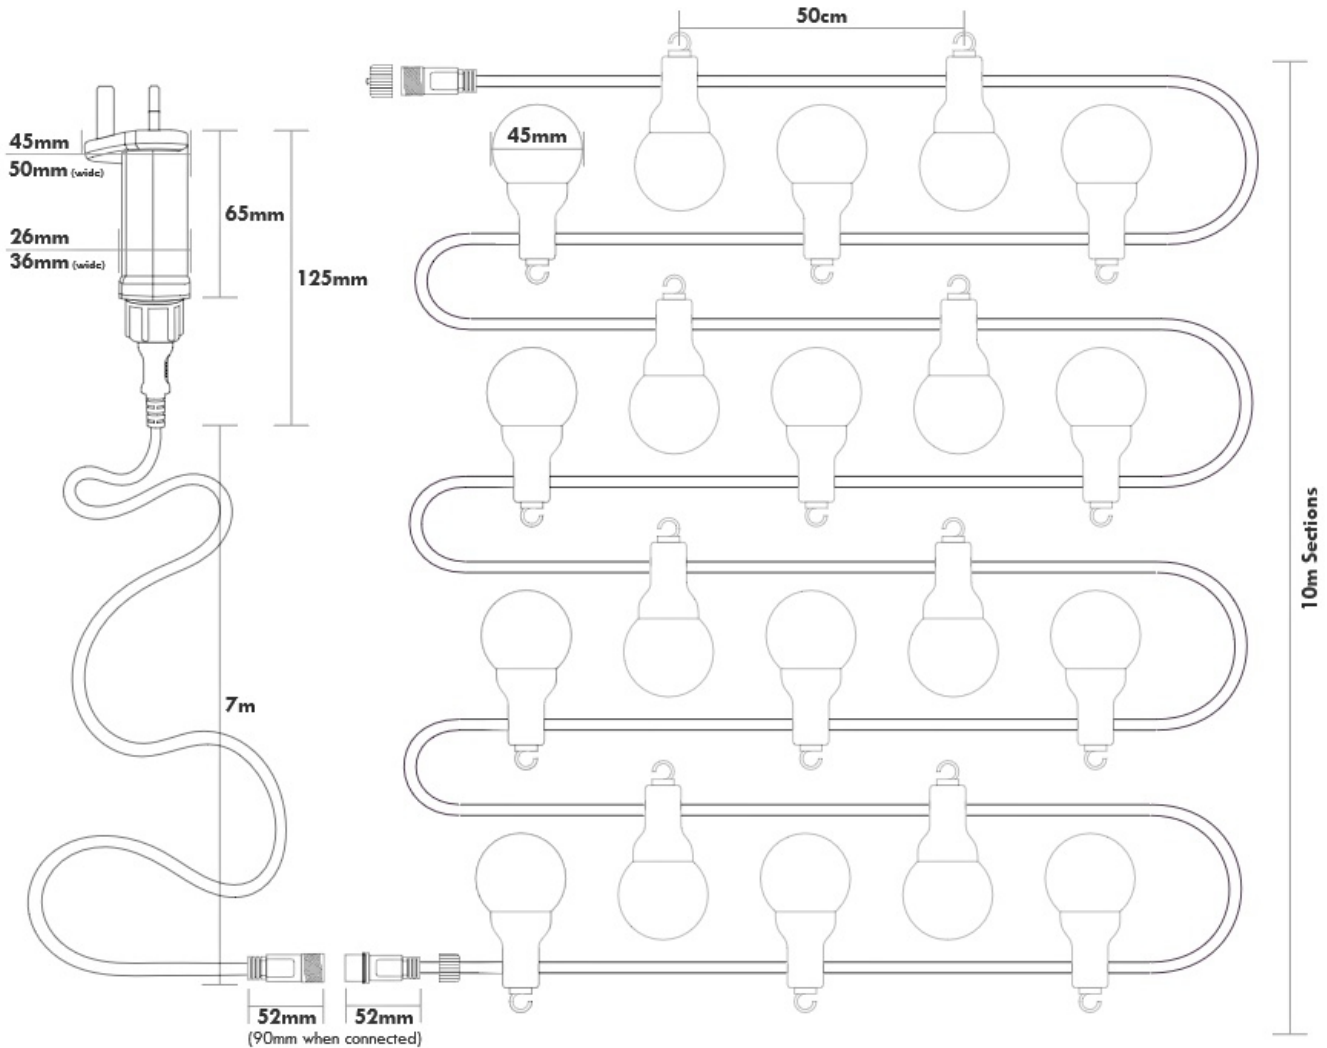 50cm
45mm
45mm
50mm (wide)
65mm
26mm
36mm (wide)
125mm
10m Sections
7m
52mm
52mm
(90mm when connected)